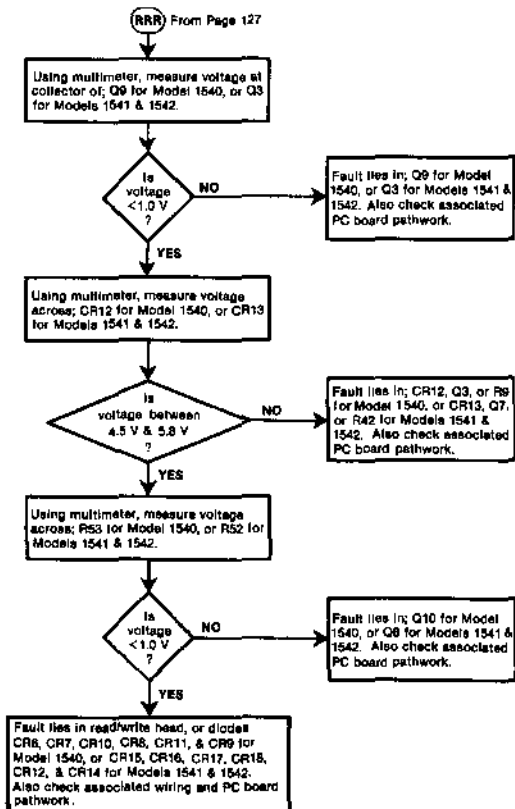 RRR From Page 127
Using multimeter, measure voltage at
collector of; Q9 for Model 1540, or Q3
for Models 1541 & 1542.
Is
voltage
<1.0 V
?
NO
Fault lies in; Q9 for Model
1540, or Q3 for Models 1541 &
1542. Also check associated
PC board pathwork.
YES
Using multimeter, measure voltage
across; CR12 for Model 1540, or CR13
for Models 1541 & 1542.
Is
voltage between
4.5 V & 5.8 V
?
NO
Fault lies in; CR12, Q3, or R9
for Model 1540, or CR13, Q7,
or R42 for Models 1541 &
1542. Also check associated
PC board pathwork.
YES
Using multimeter, measure voltage
across; R53 for Model 1540, or R52 for
Models 1541 & 1542.
Is
voltage
<1.0 V
?
NO
Fault lies in; Q10 for Model
1540, or Q6 for Models 1541 &
1542. Also check associated
PC board pathwork.
YES
Fault lies in read/write head, or diodes
CR6, CR7, CR10, CR8, CR11, & CR9 for
Model 1540, or CR15, CR16, CR17, CR18,
CR12, & CR14 for Models 1541 & 1542.
Also check associated wiring and PC board
pathwork.